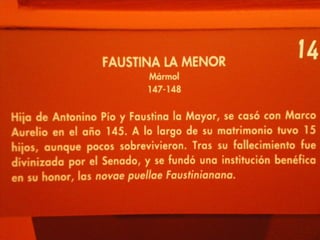 14
FAUSTINA LA MENOR
Mármol
147-148
Hija de Antonino Pío y Faustina la Mayor, se casó con Marco
Aurelio en el año 145. A lo largo de su matrimonio tuvo 15
hijos, aunque pocos sobrevivieron. Tras su fallecimiento fue
divinizada por el Senado, y se fundó una institución benéfica
en su honor, las novae puellae Faustinianana.